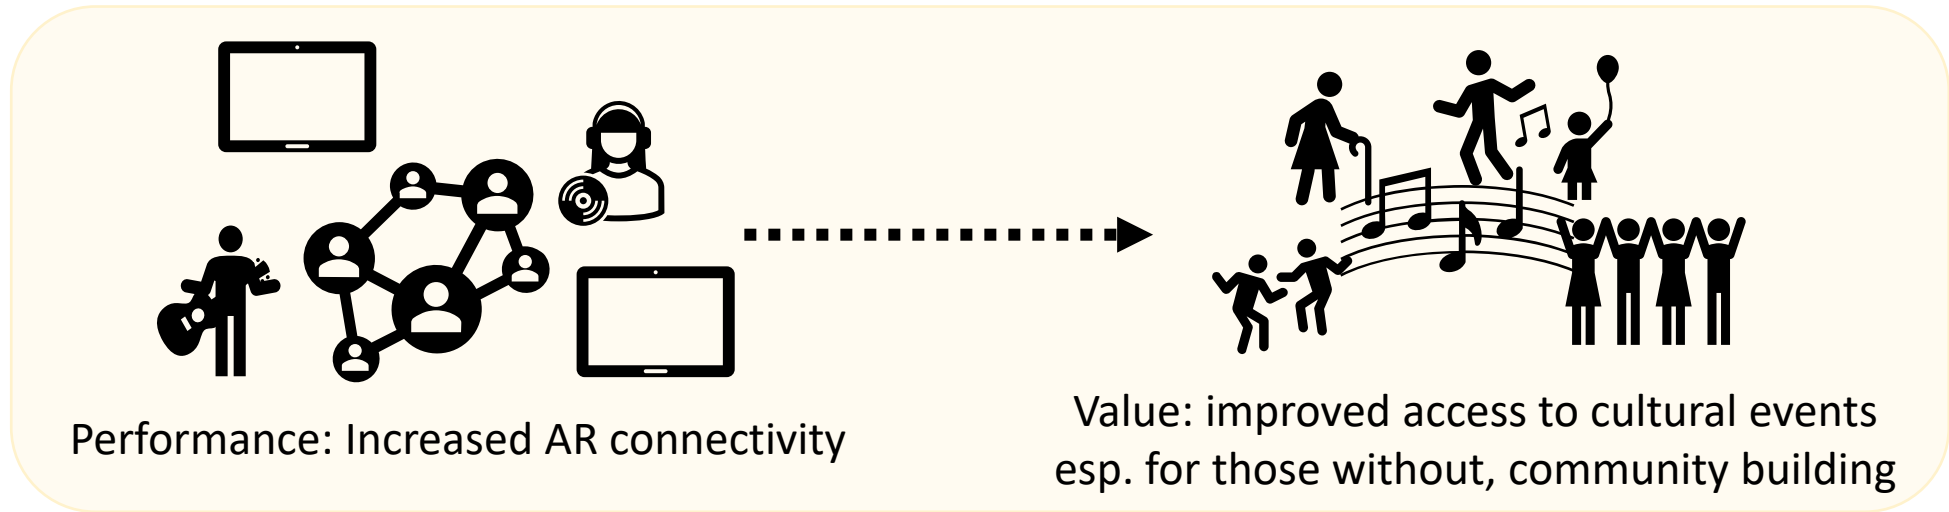 Performance: Increased AR connectivity
Value: improved access to cultural events
esp. for those without, community building